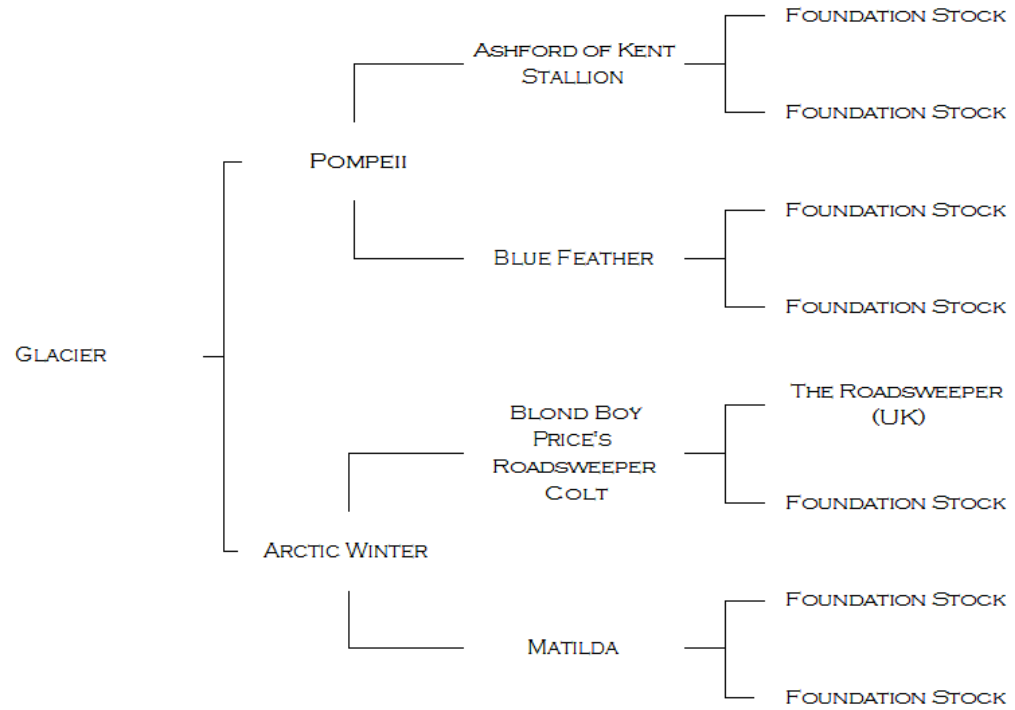 Foundation Stock
Ashford of Kent
Stallion
Foundation Stock
Pompeii
Foundation Stock
Blue Feather
Foundation Stock
Glacier
The Roadsweeper
(UK)
Blond Boy
Price's
Roadsweeper
Colt
Foundation Stock
Arctic Winter
Foundation Stock
Matilda
Foundation Stock